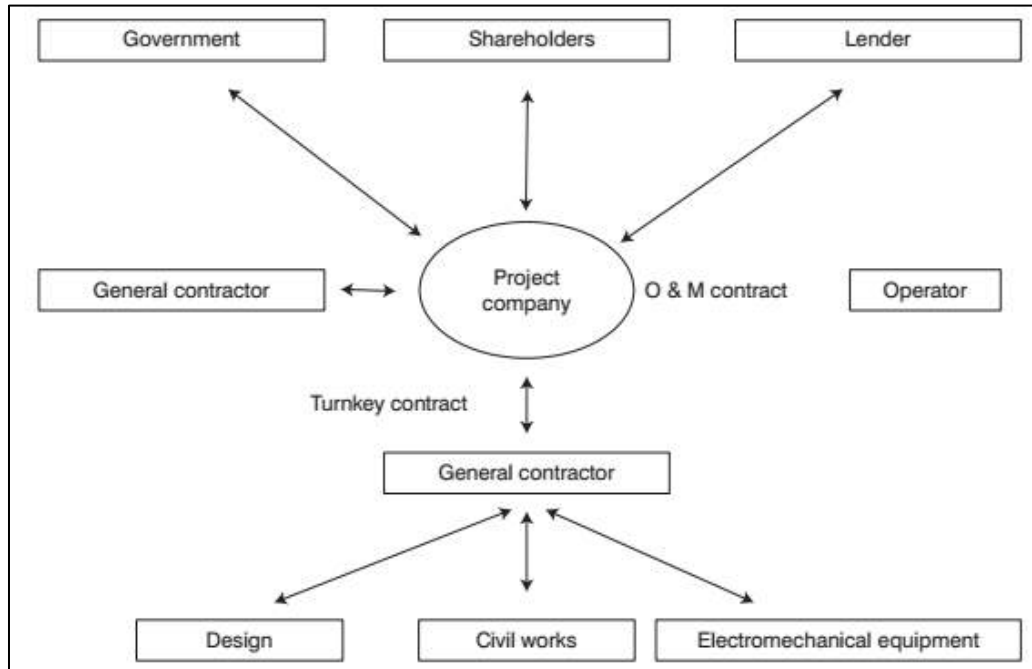 Government
Shareholders
Lender
General contractor
Project
company
O & M contract
Operator
Turnkey contract
General contractor
Design
Civil works
Electromechanical equipment